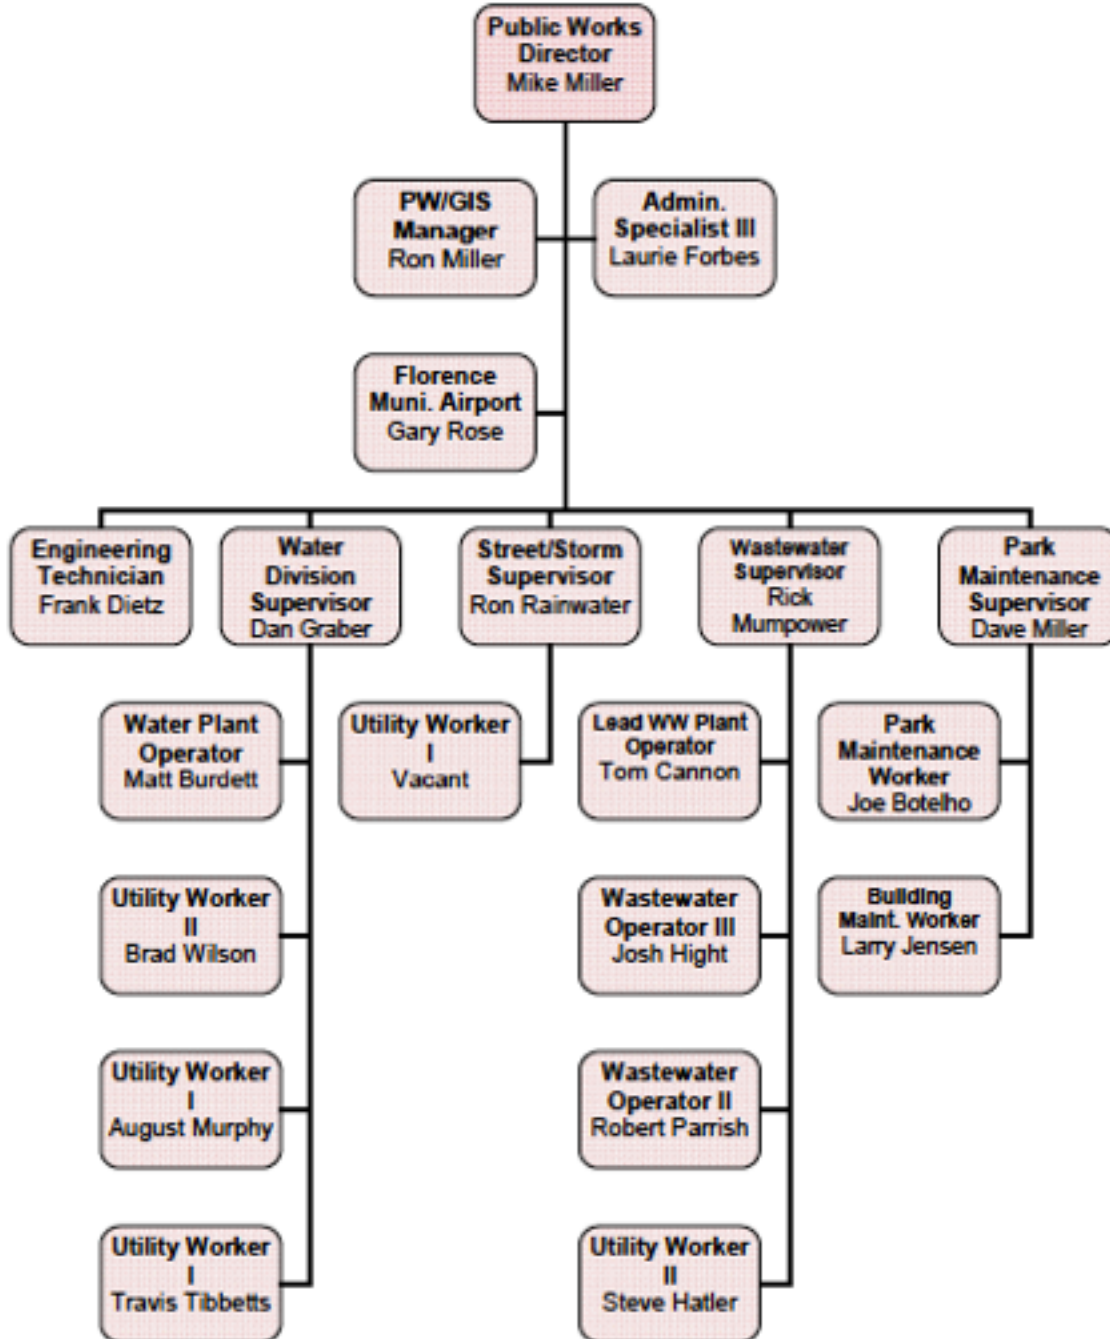 Public Works
Director
Mike Miller
PW/GIS
Manager
Ron Miller
Admin.
Specialist III
Laurie Forbes
Florence
Muni. Airport
Gary Rose
Engineering
Technician
Frank Dietz
Water
Division
Supervisor
Dan Graber
Street/Storm
Supervisor
Ron Rainwater
Wastewater
Supervisor
Rick
Mumpower
Park
Maintenance
Supervisor
Dave Miller
Water Plant
Operator
Matt Burdett
Utility Worker
I
Vacant
Lead WW Plant
Operator
Tom Cannon
Park
Maintenance
Worker
Joe Botelho
Utility Worker
II
Brad Wilson
Wastewater
Operator III
Josh Hight
Building
Maint. Worker
Larry Jensen
Utility Worker
I
August Murphy
Wastewater
Operator II
Robert Parrish
Utility Worker
I
Travis Tibbetts
Utility Worker
II
Steve Hatler